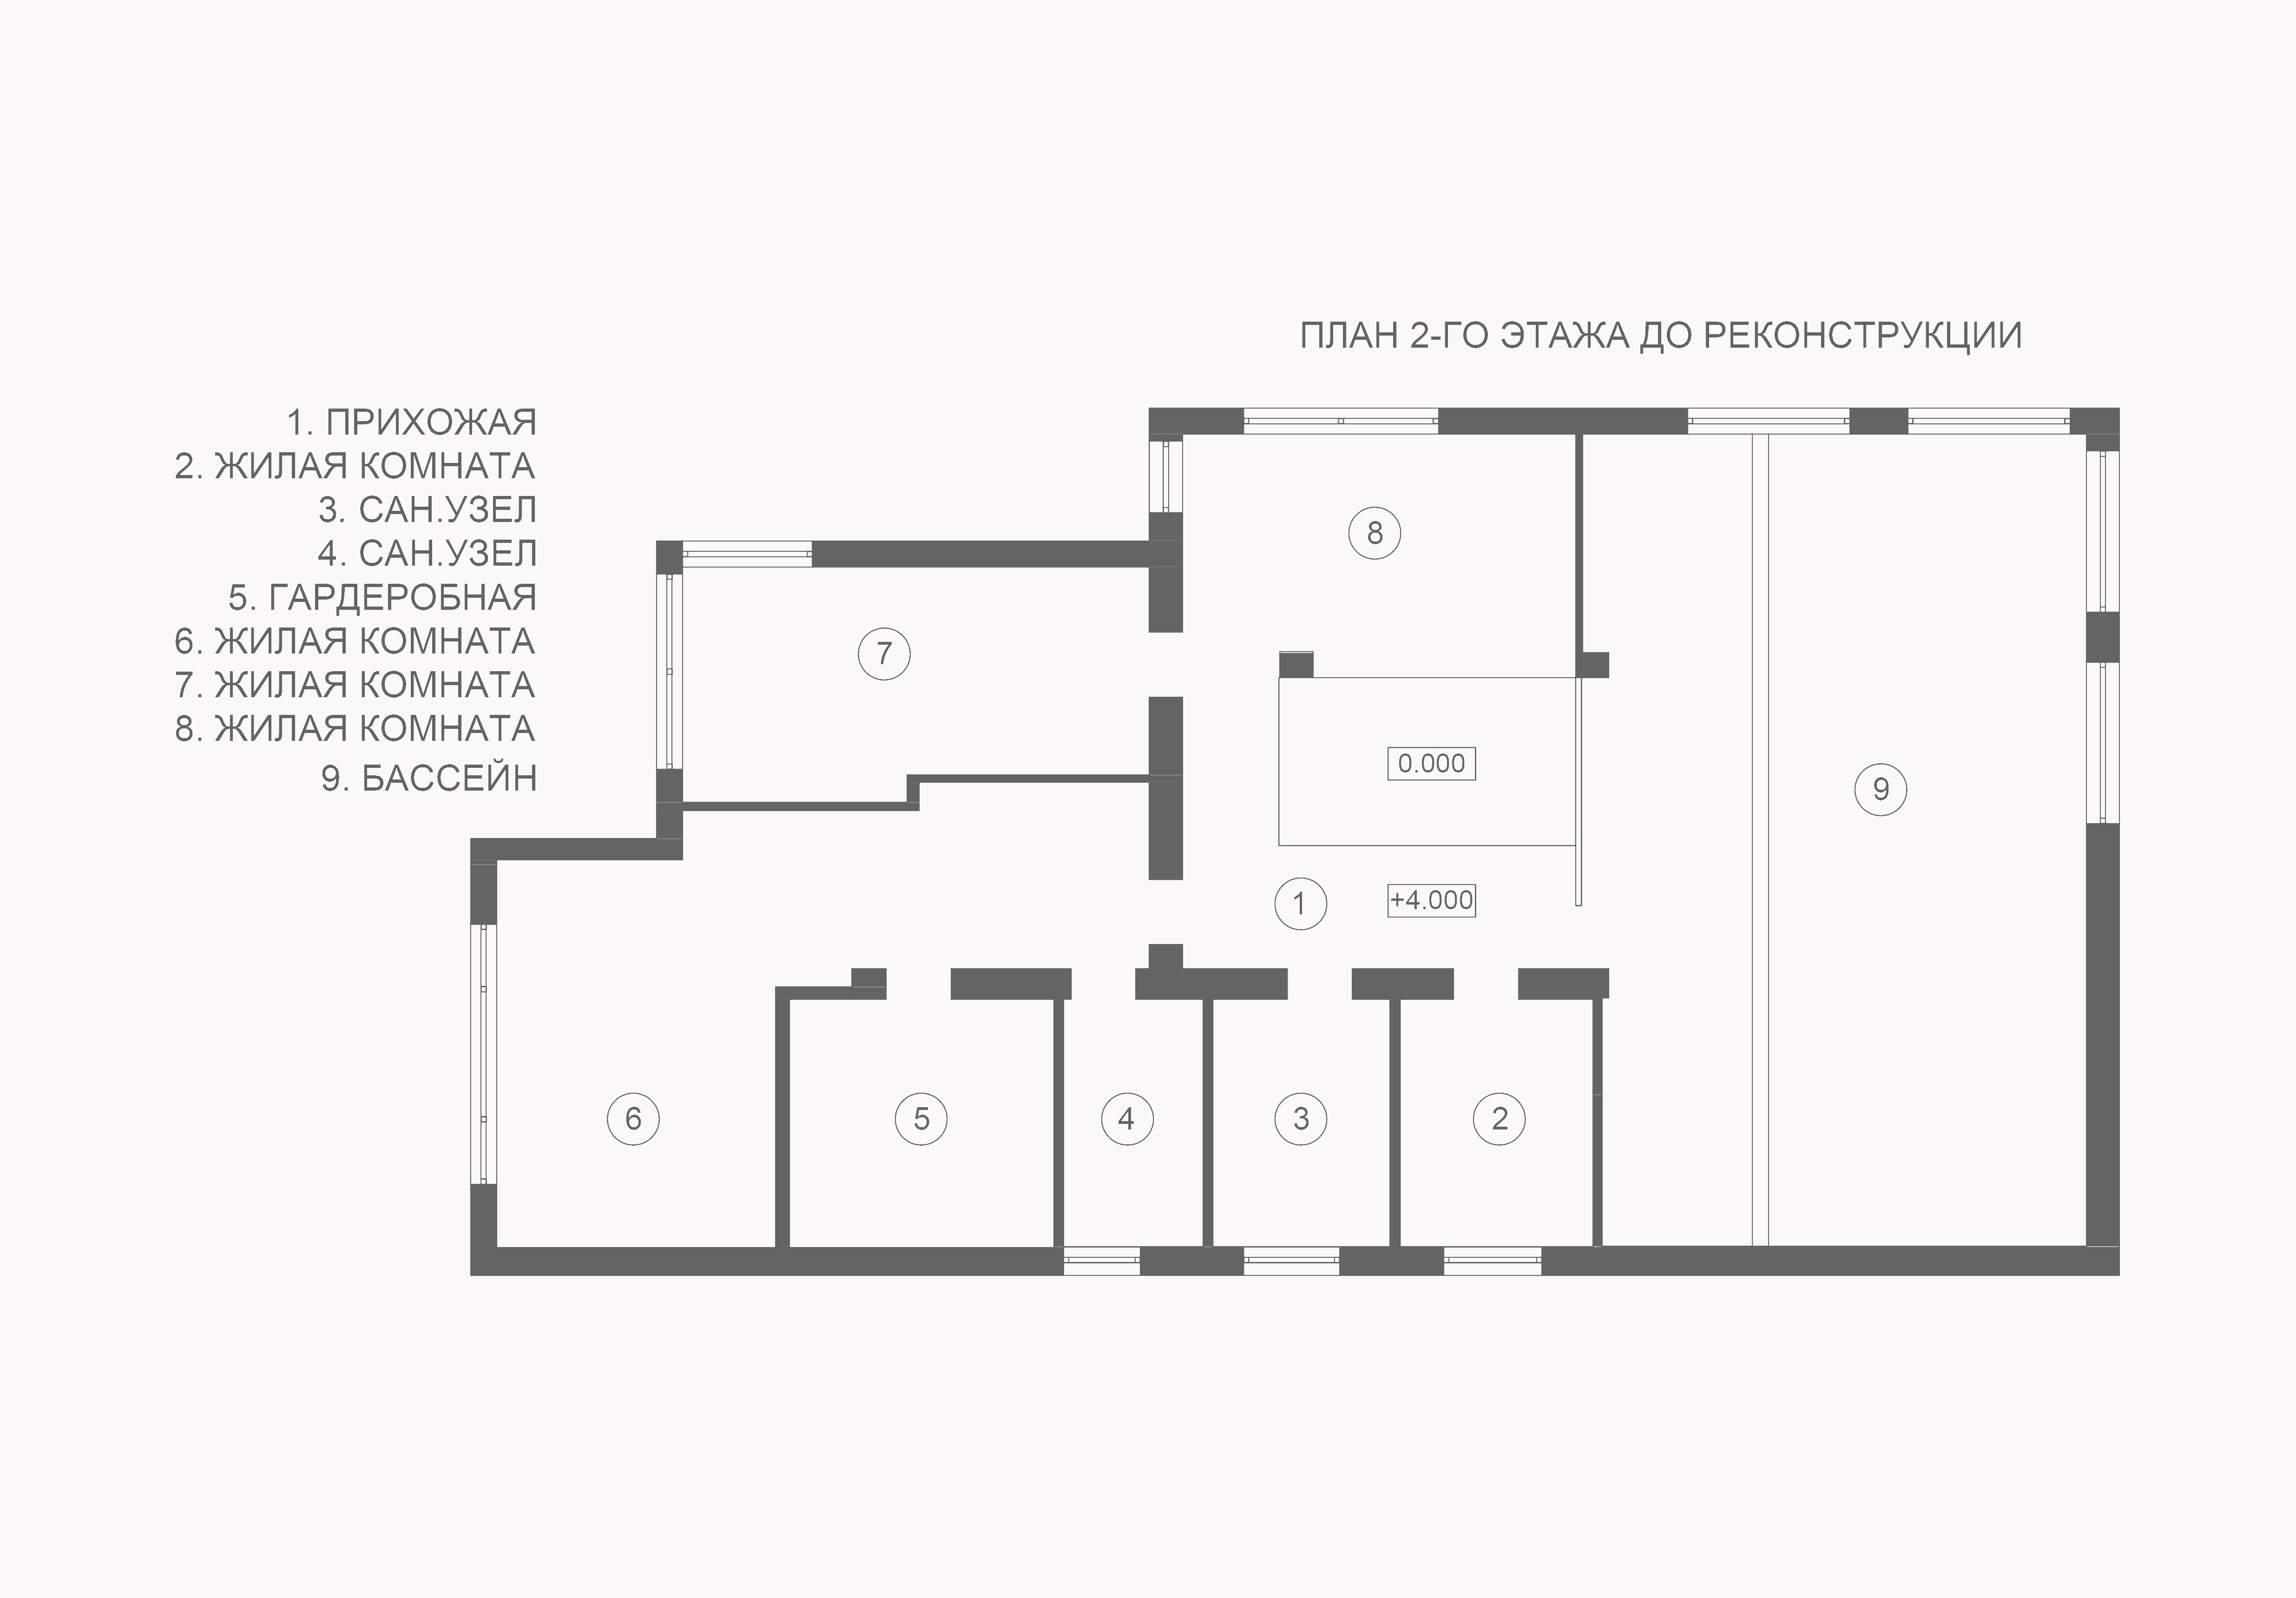 ПЛАН 2-ГО ЭТАЖА ДО РЕКОНСТРУКЦИИ
1. ПРИХОЖАЯ
2. ЖИЛАЯ КОМНАТА
3. САН.УЗЕЛ
4. САН.УЗЕЛ
5. ГАРДЕРОБНАЯ
6. ЖИЛАЯ КОМНАТА
7. ЖИЛАЯ КОМНАТА
8. ЖИЛАЯ КОМНАТА
9. БАССЕЙН
8
7
0.000
9
1
+4.000
6
5
4
3
2